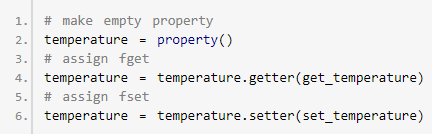 1. # make empty property
2. temperature = property()
3. # assign fget
4. temperature = temperature.getter(get_temperature)
5. # assign fset
6. temperature = temperature.setter(set_temperature)